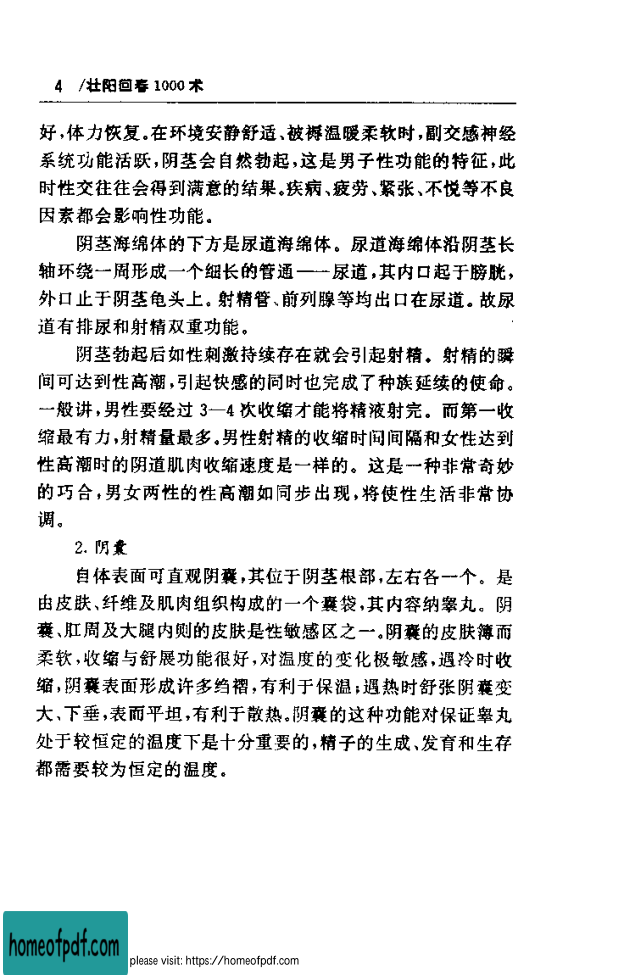 4 /壮阳回春1000术
好,体力恢复。在环境安静舒适、被褥温暖柔软时,副交感神经
系统功能活跃,阴茎会自然勃起,这是男子性功能的特征,此
时性交往往会得到满意的结果。疾病、疲劳、紧张、不悦等不良
因素都会影响性功能。
阴茎海绵体的下方是尿道海绵体。尿道海绵体沿阴茎长
轴环绕一周形成一个细长的管通——尿道,其内口起于膀胱,
外口止于阴茎龟头上。射精管、前列腺等均出口在尿道。故尿
道有排尿和射精双重功能。
阴茎勃起后如性刺激持续存在就会引起射精。射精的瞬
间可达到性高潮,引起快感的同时也完成了种族延续的使命。
一般讲,男性要经过3—4次收缩才能将精液射完。而第一收
缩最有力,射精量最多。男性射精的收缩时间间隔和女性达到
性高潮时的阴道肌肉收缩速度是一样的。这是一种非常奇妙
的巧合,男女两性的性高潮如同步出现,将使性生活非常协
调。
2. 阴囊
自体表面可直观阴囊,其位于阴茎根部,左右各一个。是
由皮肤、纤维及肌肉组织构成的一个囊袋,其内容纳睾丸。阴
囊、肛周及大腿内侧的皮肤是性敏感区之一。阴囊的皮肤薄而
柔软,收缩与舒展功能很好,对温度的变化极敏感,遇冷时收
缩,阴囊表面形成许多绉褶,有利于保温;遇热时舒张阴囊变
大、下垂,表而平坦,有利于散热。阴囊的这种功能对保证睾丸
处于较恒定的温度下是十分重要的,精子的生成、发育和生存
都需要较为恒定的温度。
homeofpdf.com
please visit: https://homeofpdf.com